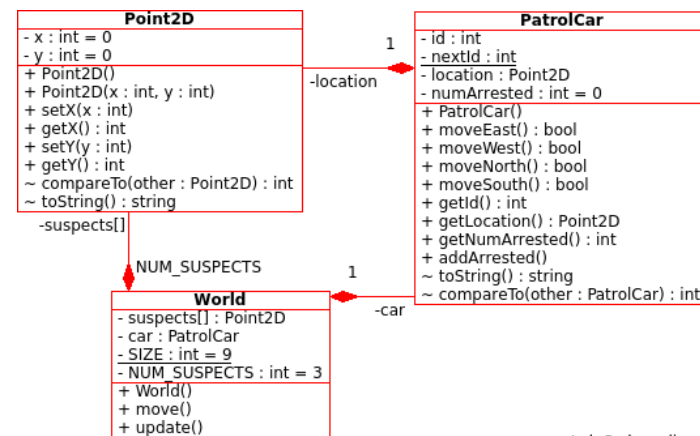 Point2D
- x : int = 0
- y : int = 0
+ Point2D()
+ Point2D(x : int, y : int)
+ setX(x : int)
+ getX() : int
+ setY(y : int)
+ getY() : int
~ compareTo(other : Point2D) : int
~ toString() : string
1
-location
PatrolCar
- id : int
- nextId : int
- location : Point2D
- numArrested : int = 0
+ PatrolCar()
+ moveEast() : bool
+ moveWest() : bool
+ moveNorth() : bool
+ moveSouth() : bool
+ getId() : int
+ getLocation() : Point2D
+ getNumArrested() : int
+ addArrested()
~ toString() : string
~ compareTo(other : PatrolCar) : int
-suspects[]
NUM_SUSPECTS
1
-car
World
- suspects[] : Point2D
- car : PatrolCar
- SIZE : int = 9
- NUM_SUSPECTS : int = 3
+ World()
+ move()
+ update()